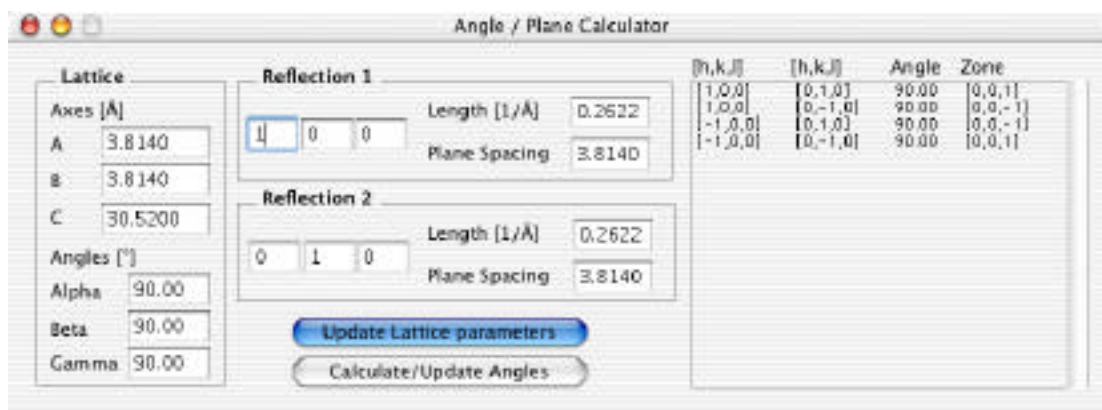 Angle / Plane Calculator
Lattice
Axes [Å]
A 3.8140
B 3.8140
C 30.5200
Angles [°]
Alpha 90.00
Beta 90.00
Gamma 90.00
Reflection 1
1 0 0
Length [1/Å] 0.2622
Plane Spacing 3.8140
Reflection 2
0 1 0
Length [1/Å] 0.2622
Plane Spacing 3.8140
Update Lattice parameters
Calculate/Update Angles
[h,k,l] [h,k,l] Angle Zone
[1,0,0] [0,1,0] 90.00 [0,0,1]
[1,0,0] [0,-1,0] 90.00 [0,0,-1]
[-1,0,0] [0,1,0] 90.00 [0,0,-1]
[-1,0,0] [0,-1,0] 90.00 [0,0,1]